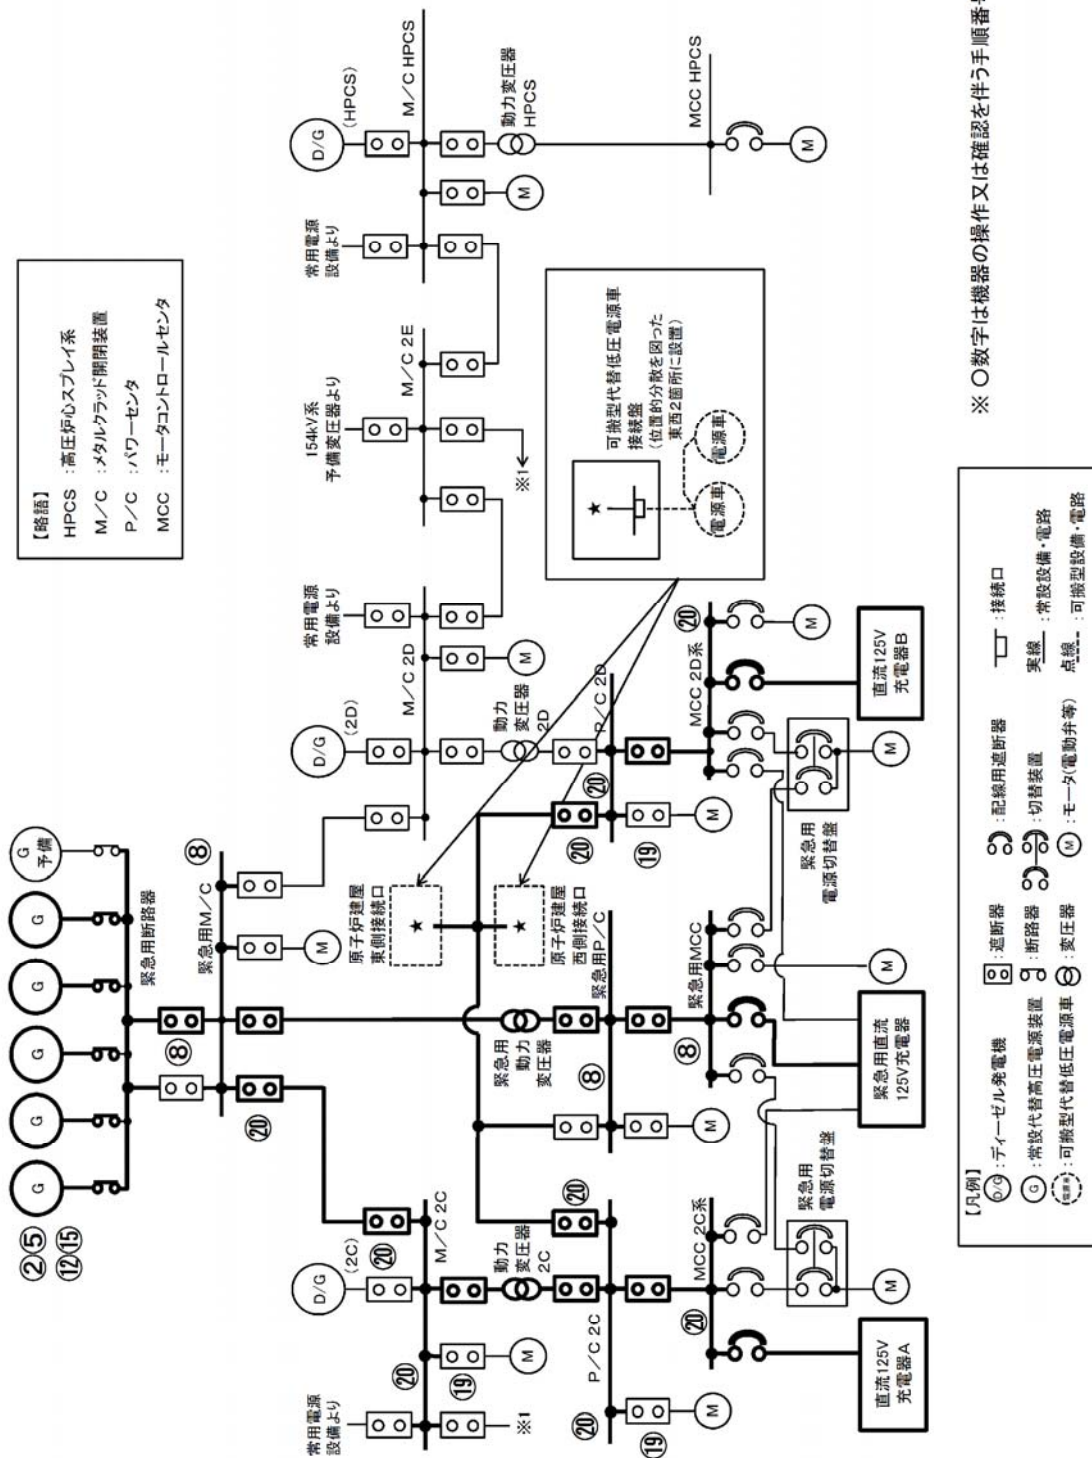 【略語】
HPCS ：高圧炉心スプレイ系
M／C ：メタルクラッド開閉装置
P／C ：パワーセンタ
MCC ：モータコントロールセンタ
②⑤
⑫⑮
G
G
G
G
G
G
予備
緊急用断路器
⑧
緊急用M／C
⑧
⑳
M
D/G
(2C)
D/G
(2D)
D/G
(HPCS)
常用電源
設備より
常用電源
設備より
154kV系
予備変圧器より
常用電源
設備より
⑳
⑳
M／C 2C
M／C 2D
M／C 2E
M／C HPCS
⑲
M
※1
M
※1
M
動力
変圧器
2C
緊急用
動力
変圧器
動力
変圧器
2D
動力変圧器
HPCS
原子炉建屋
東側接続口
★
原子炉建屋
西側接続口
★
可搬型代替低圧電源車
接続盤
(位置的分散を図った
東西2箇所に設置)
★
電源車
電源車
⑳
P／C 2C
⑳
⑧
緊急用P／C
⑳
⑳
P／C 2D
⑲
M
M
⑲
M
⑳
MCC 2C系
⑧
緊急用MCC
MCC 2D系
⑳
MCC HPCS
M
緊急用
電源切替盤
M
M
緊急用
電源切替盤
M
M
直流125V
充電器A
緊急用直流
125V充電器
直流125V
充電器B
【凡例】
D/G ：ディーゼル発電機
G ：常設代替高圧電源装置
電源車 ：可搬型代替低圧電源車
：遮断器
：断路器
：変圧器
：配線用遮断器
：切替装置
M ：モータ(電動弁等)
：接続口
実線 ：常設設備・電路
点線 ：可搬型設備・電路
※ ○数字は機器の操作又は確認を伴う手順番